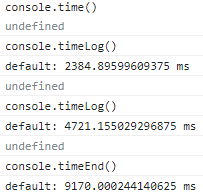 console.time()
undefined
console.timeLog()
default: 2384.89599609375 ms
undefined
console.timeLog()
default: 4721.155029296875 ms
undefined
console.timeEnd()
default: 9170.000244140625 ms